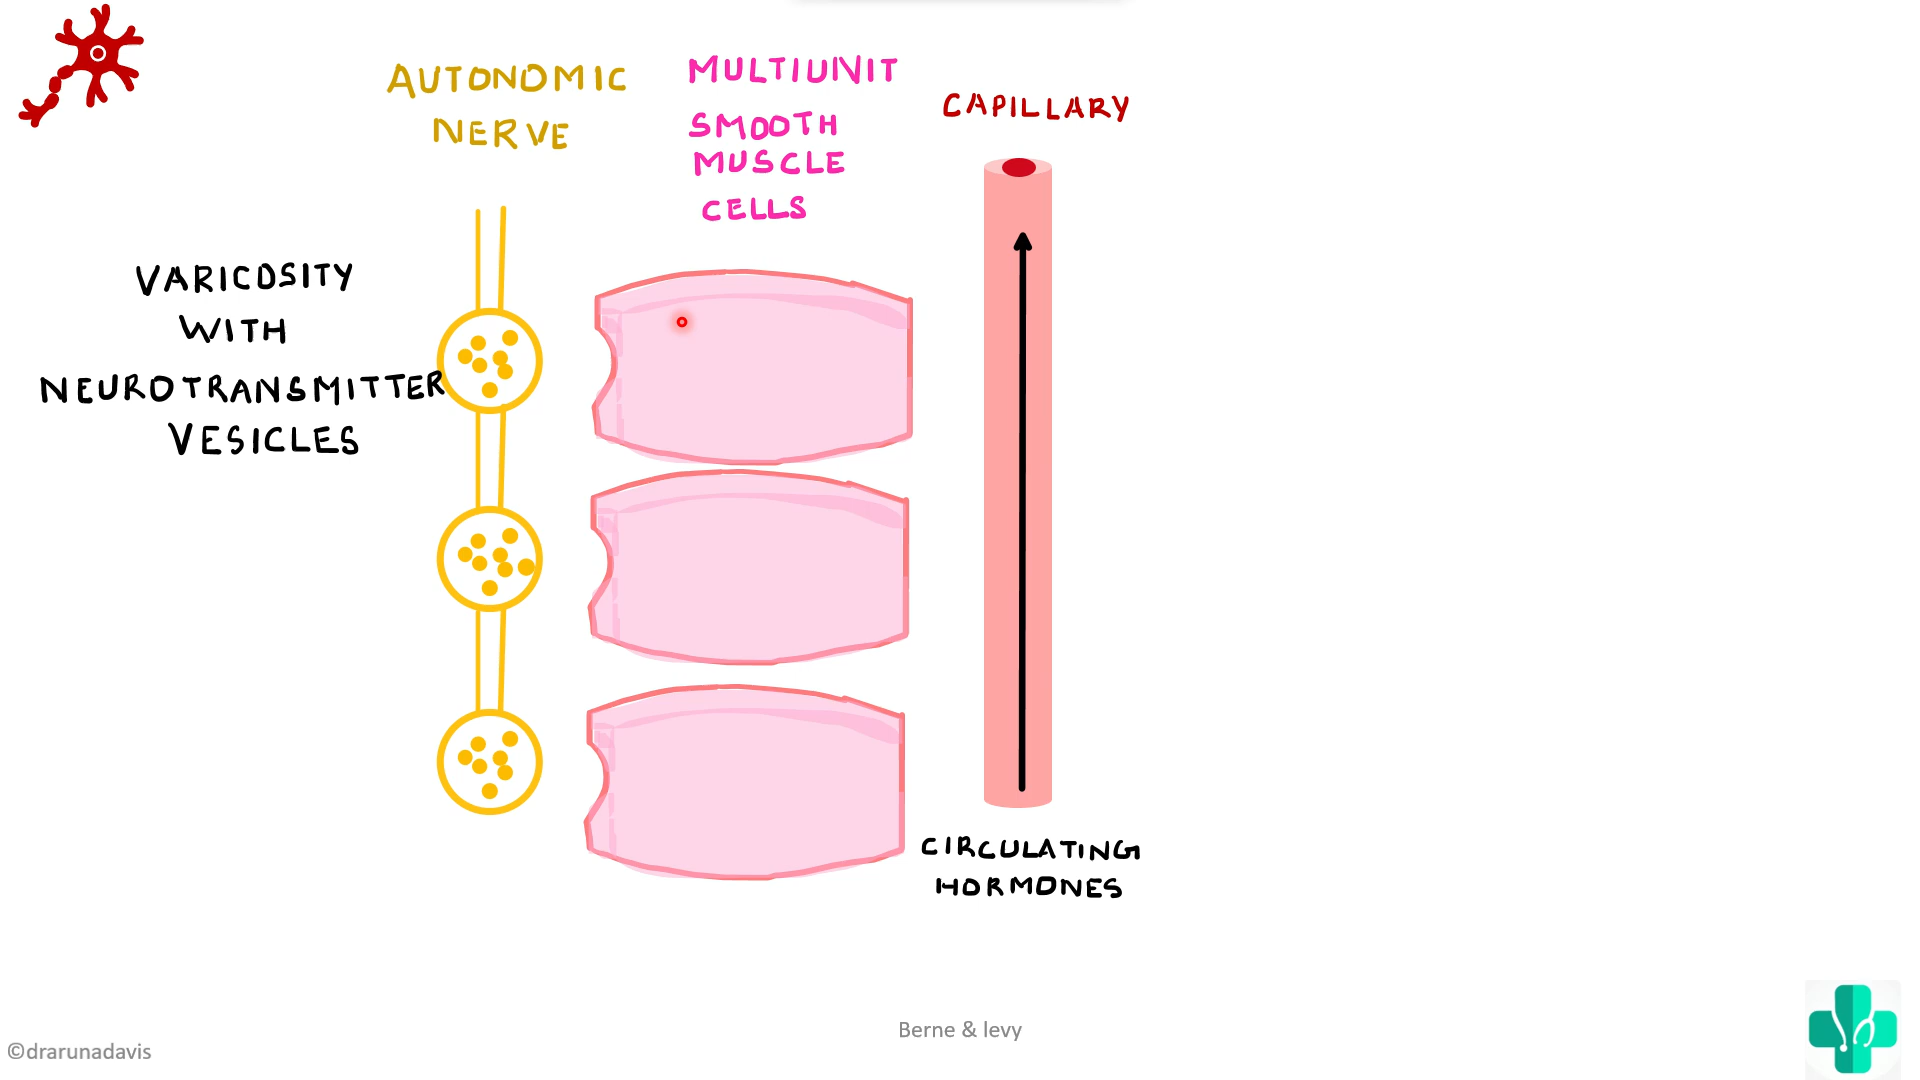 AUTONOMIC
NERVE
MULTIUNIT
SMOOTH
MUSCLE
CELLS
CAPILLARY
VARICOSITY
WITH
NEUROTRANSMITTER
VESICLES
CIRCULATING
HORMONES
Berne & levy
©drarunadavis